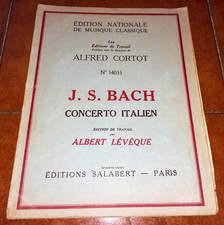 ÉDITION NATIONALE
DE MUSIQUE CLASSIQUE
Les
Éditions de Travail
ALFRED CORTOT
Nº 14033
J. S. BACH
CONCERTO ITALIEN
ÉDITION DE TRAVAIL
par
ALBERT LÉVÊQUE
ÉDITIONS SALABERT — PARIS